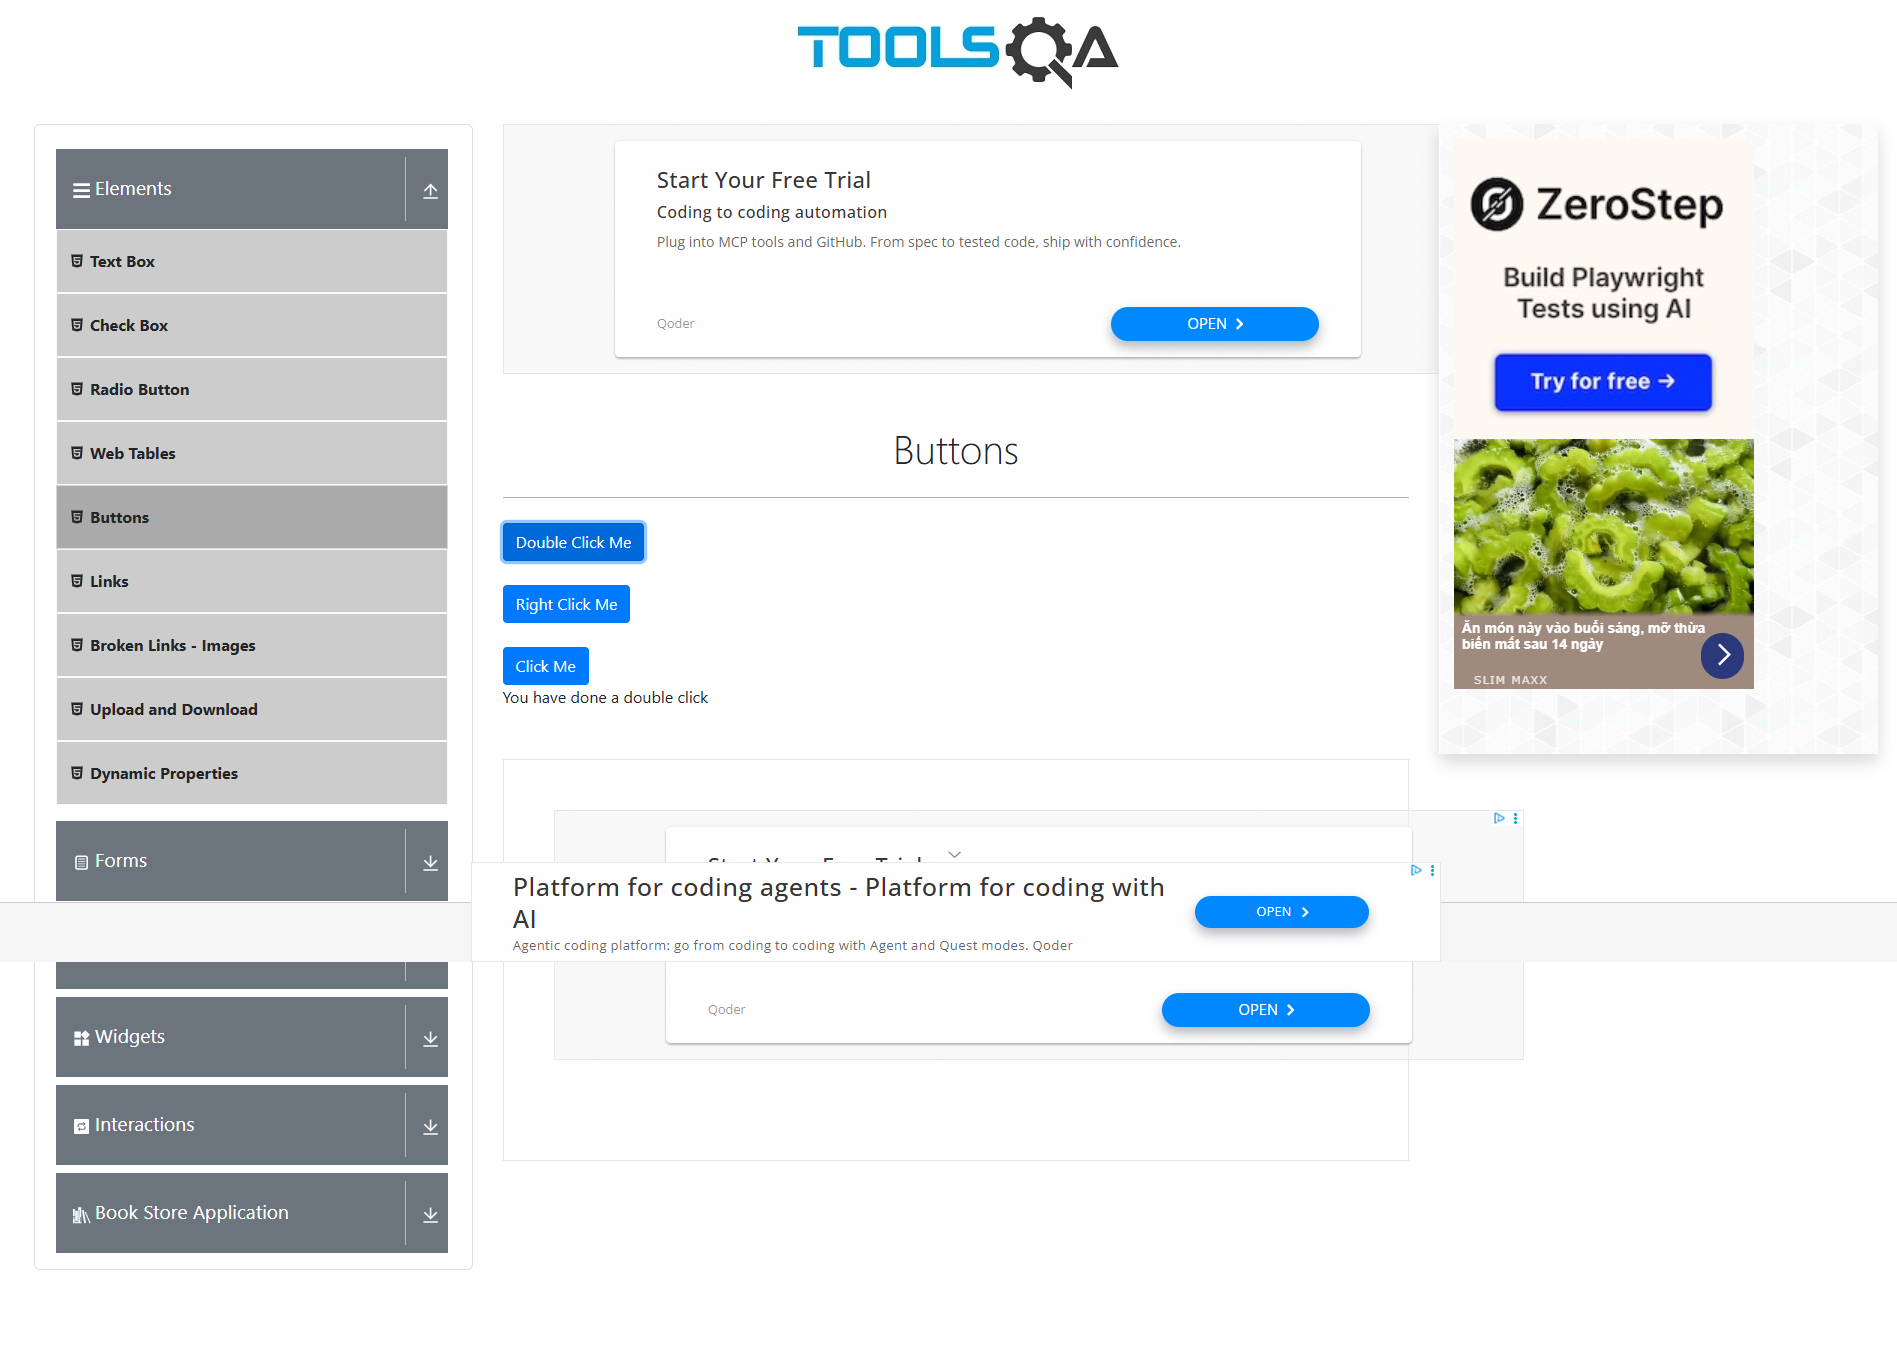 TOOLSQA
Elements
Text Box
Check Box
Radio Button
Web Tables
Buttons
Links
Broken Links - Images
Upload and Download
Dynamic Properties
Forms
Widgets
Interactions
Book Store Application
Start Your Free Trial
Coding to coding automation
Plug into MCP tools and GitHub. From spec to tested code, ship with confidence.
Qoder
OPEN
Buttons
Double Click Me
Right Click Me
Click Me
You have done a double click
Platform for coding agents - Platform for coding with
AI
Agentic coding platform: go from coding to coding with Agent and Quest modes. Qoder
OPEN
Qoder
OPEN
ZeroStep
Build Playwright
Tests using AI
Try for free →
Ăn món này vào buổi sáng, mỡ thừa
biến mất sau 14 ngày
SLIM MAXX